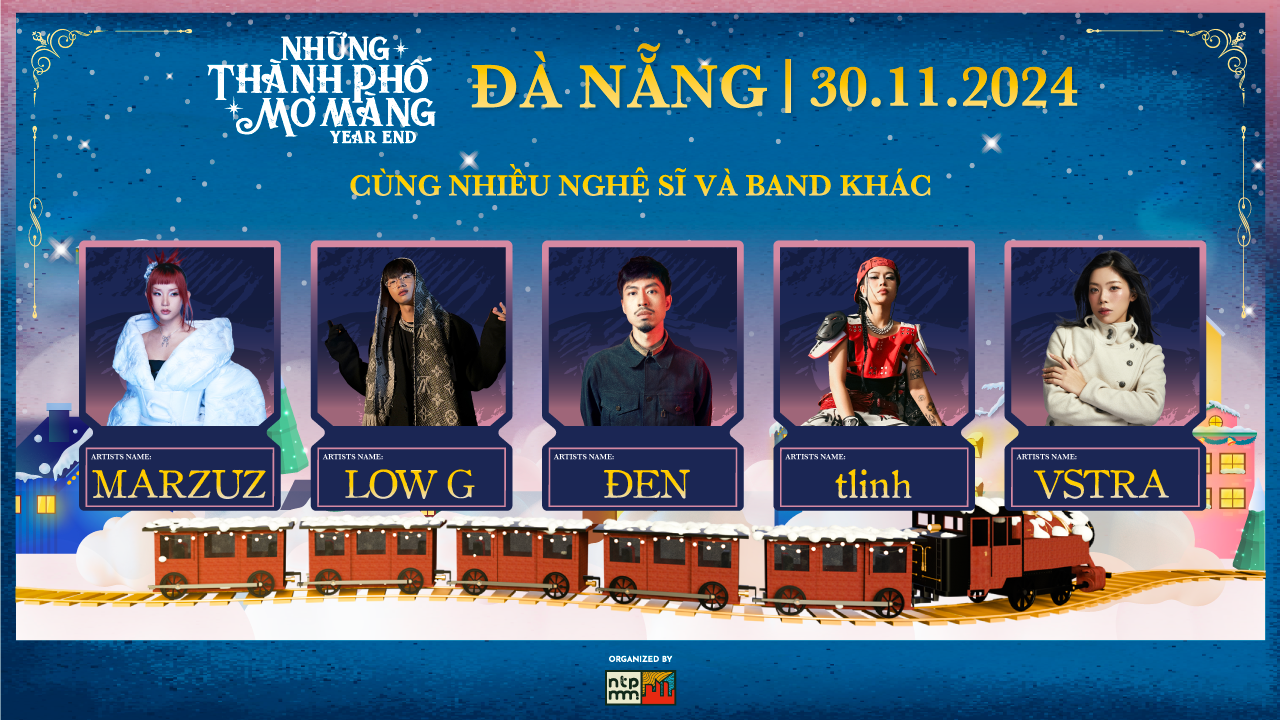 NHỮNG
THÀNH PHỐ
MƠ MÀNG
YEAR END
ĐÀ NẴNG | 30.11.2024
CÙNG NHIỀU NGHỆ SĨ VÀ BAND KHÁC
ARTISTS NAME:
MARZUZ
ARTISTS NAME:
LOW G
ARTISTS NAME:
ĐEN
ARTISTS NAME:
tlinh
ARTISTS NAME:
VSTRA
ORGANIZED BY
ntp
mm